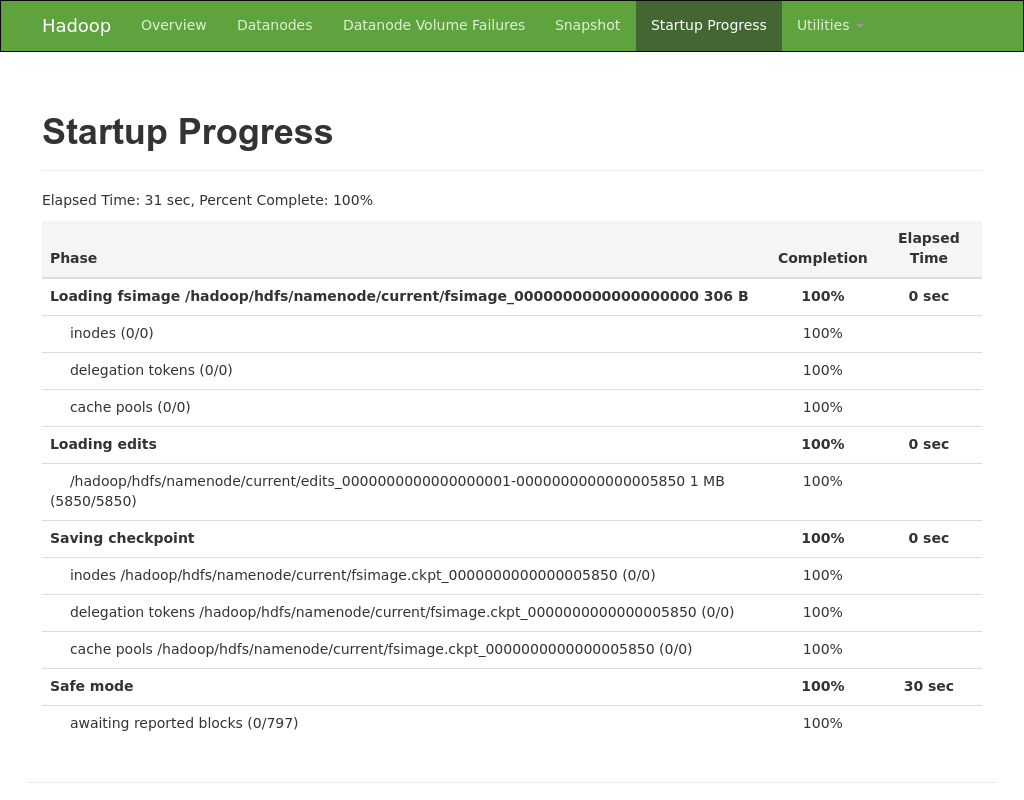 Hadoop Overview Datanodes Datanode Volume Failures Snapshot Startup Progress Utilities
Startup Progress
Elapsed Time: 31 sec, Percent Complete: 100%
Phase Completion Elapsed Time
Loading fsimage /hadoop/hdfs/namenode/current/fsimage_0000000000000000000 306 B 100% 0 sec
inodes (0/0) 100%
delegation tokens (0/0) 100%
cache pools (0/0) 100%
Loading edits 100% 0 sec
/hadoop/hdfs/namenode/current/edits_0000000000000000001-0000000000000005850 1 MB 100%
(5850/5850)
Saving checkpoint 100% 0 sec
inodes /hadoop/hdfs/namenode/current/fsimage.ckpt_0000000000000005850 (0/0) 100%
delegation tokens /hadoop/hdfs/namenode/current/fsimage.ckpt_0000000000000005850 (0/0) 100%
cache pools /hadoop/hdfs/namenode/current/fsimage.ckpt_0000000000000005850 (0/0) 100%
Safe mode 100% 30 sec
awaiting reported blocks (0/797) 100%